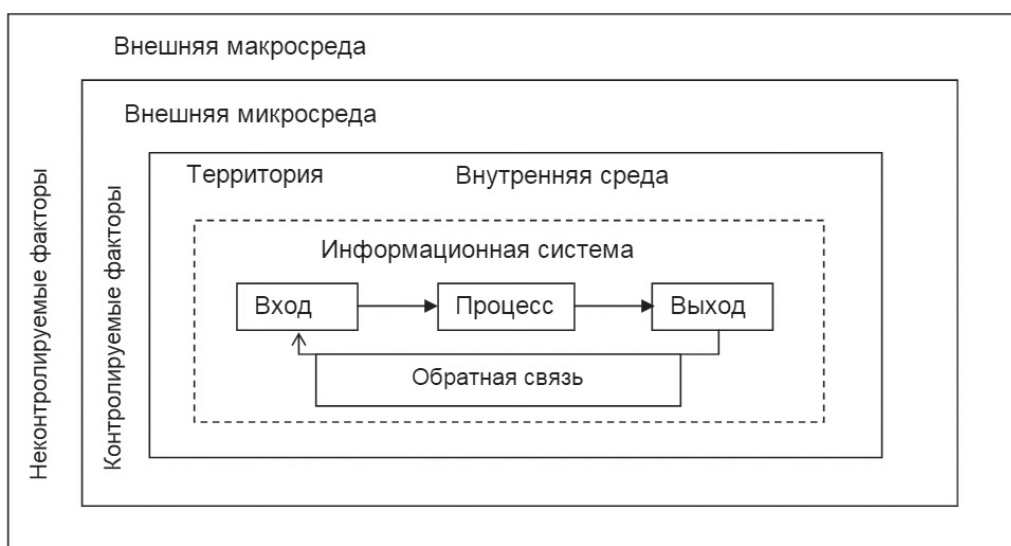 Внешняя макросреда
Внешняя микросреда
Территория
Внутренняя среда
Информационная система
Вход
Процесс
Выход
Обратная связь
Неконтролируемые факторы
Контролируемые факторы